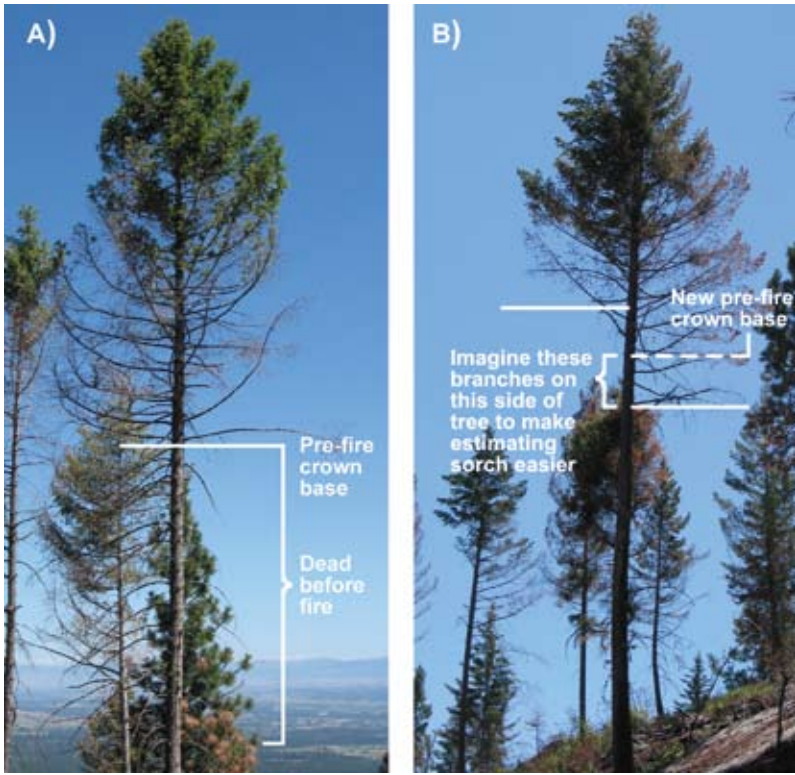 A)
Pre-fire
crown
base
Dead
before
fire
B)
New pre-fire
crown base
Imagine these
branches on
this side of
tree to make
estimating
sorch easier